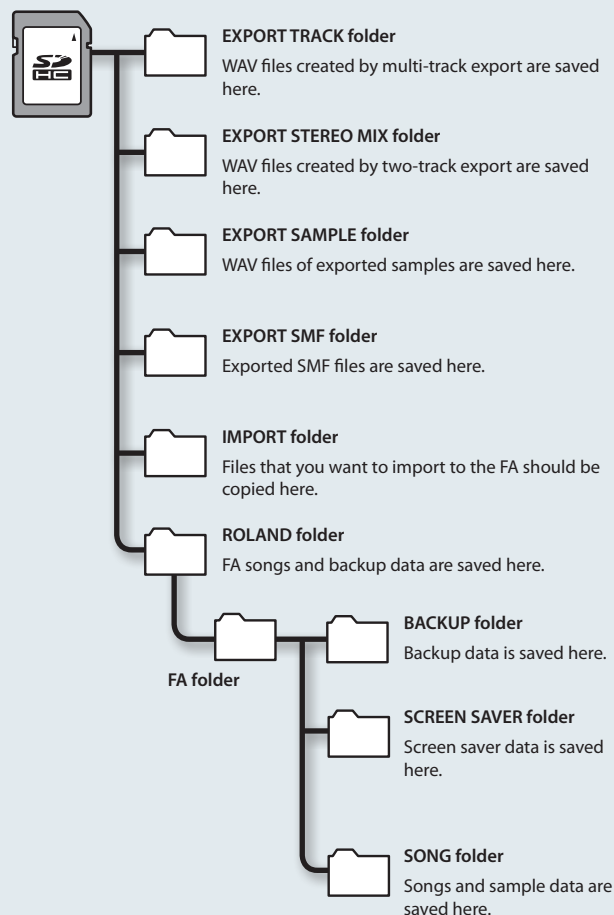 SD
HC
EXPORT TRACK folder
WAV files created by multi-track export are saved
here.
EXPORT STEREO MIX folder
WAV files created by two-track export are saved
here.
EXPORT SAMPLE folder
WAV files of exported samples are saved here.
EXPORT SMF folder
Exported SMF files are saved here.
IMPORT folder
Files that you want to import to the FA should be
copied here.
ROLAND folder
FA songs and backup data are saved here.
FA folder
BACKUP folder
Backup data is saved here.
SCREEN SAVER folder
Screen saver data is saved
here.
SONG folder
Songs and sample data are
saved here.